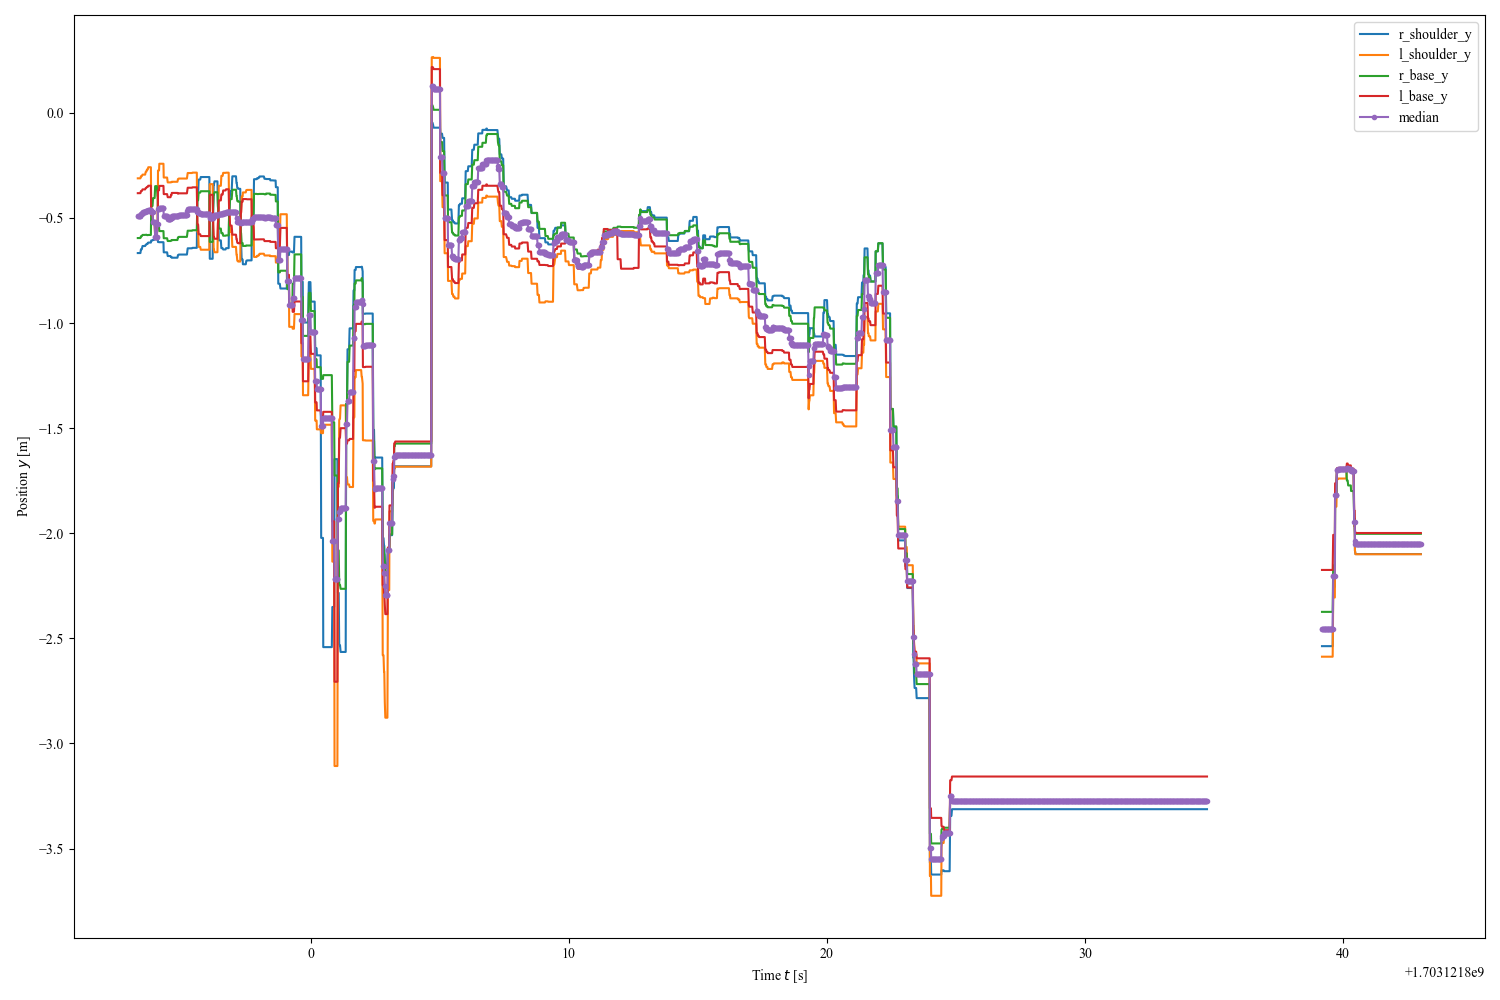 r_shoulder_y
l_shoulder_y
r_base_y
l_base_y
median
0.0
−0.5
−1.0
−1.5
−2.0
−2.5
−3.0
−3.5
Position y [m]
0
10
20
30
40
Time t [s]
+1.7031218e9